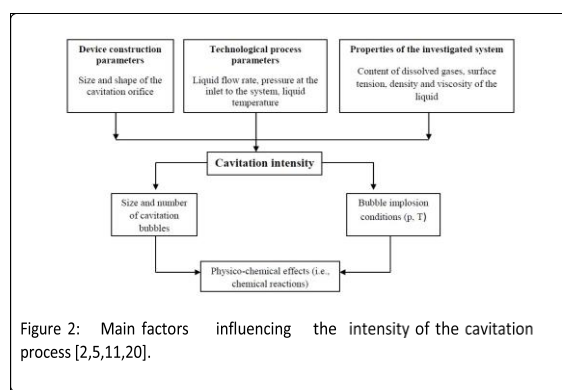 Device construction
parameters
Size and shape of the
cavitation orifice
Technological process
parameters
Liquid flow rate, pressure at the
inlet to the system, liquid
temperature
Properties of the investigated system
Content of dissolved gases, surface
tension, density and viscosity of the
liquid
Cavitation intensity
Size and number
of cavitation
bubbles
Bubble implosion
conditions (p, T)
Physico-chemical effects (i.e.,
chemical reactions)
Figure 2: Main factors influencing the intensity of the cavitation
process [2,5,11,20].